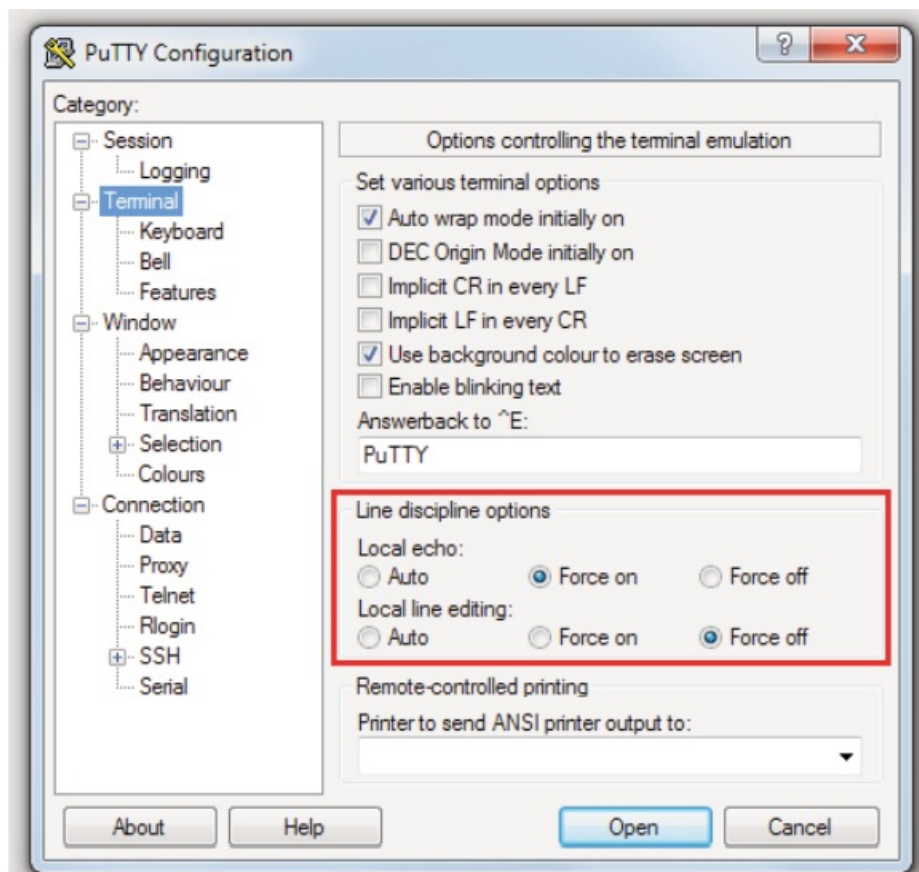 PuTTY Configuration
Category:
Session
Logging
Terminal
Keyboard
Bell
Features
Window
Appearance
Behaviour
Translation
Selection
Colours
Connection
Data
Proxy
Telnet
Rlogin
SSH
Serial
Options controlling the terminal emulation
Set various terminal options
Auto wrap mode initially on
DEC Origin Mode initially on
Implicit CR in every LF
Implicit LF in every CR
Use background colour to erase screen
Enable blinking text
Answerback to ^E:
PuTTY
Line discipline options
Local echo:
Auto Force on Force off
Local line editing:
Auto Force on Force off
Remote-controlled printing
Printer to send ANSI printer output to:
About Help Open Cancel